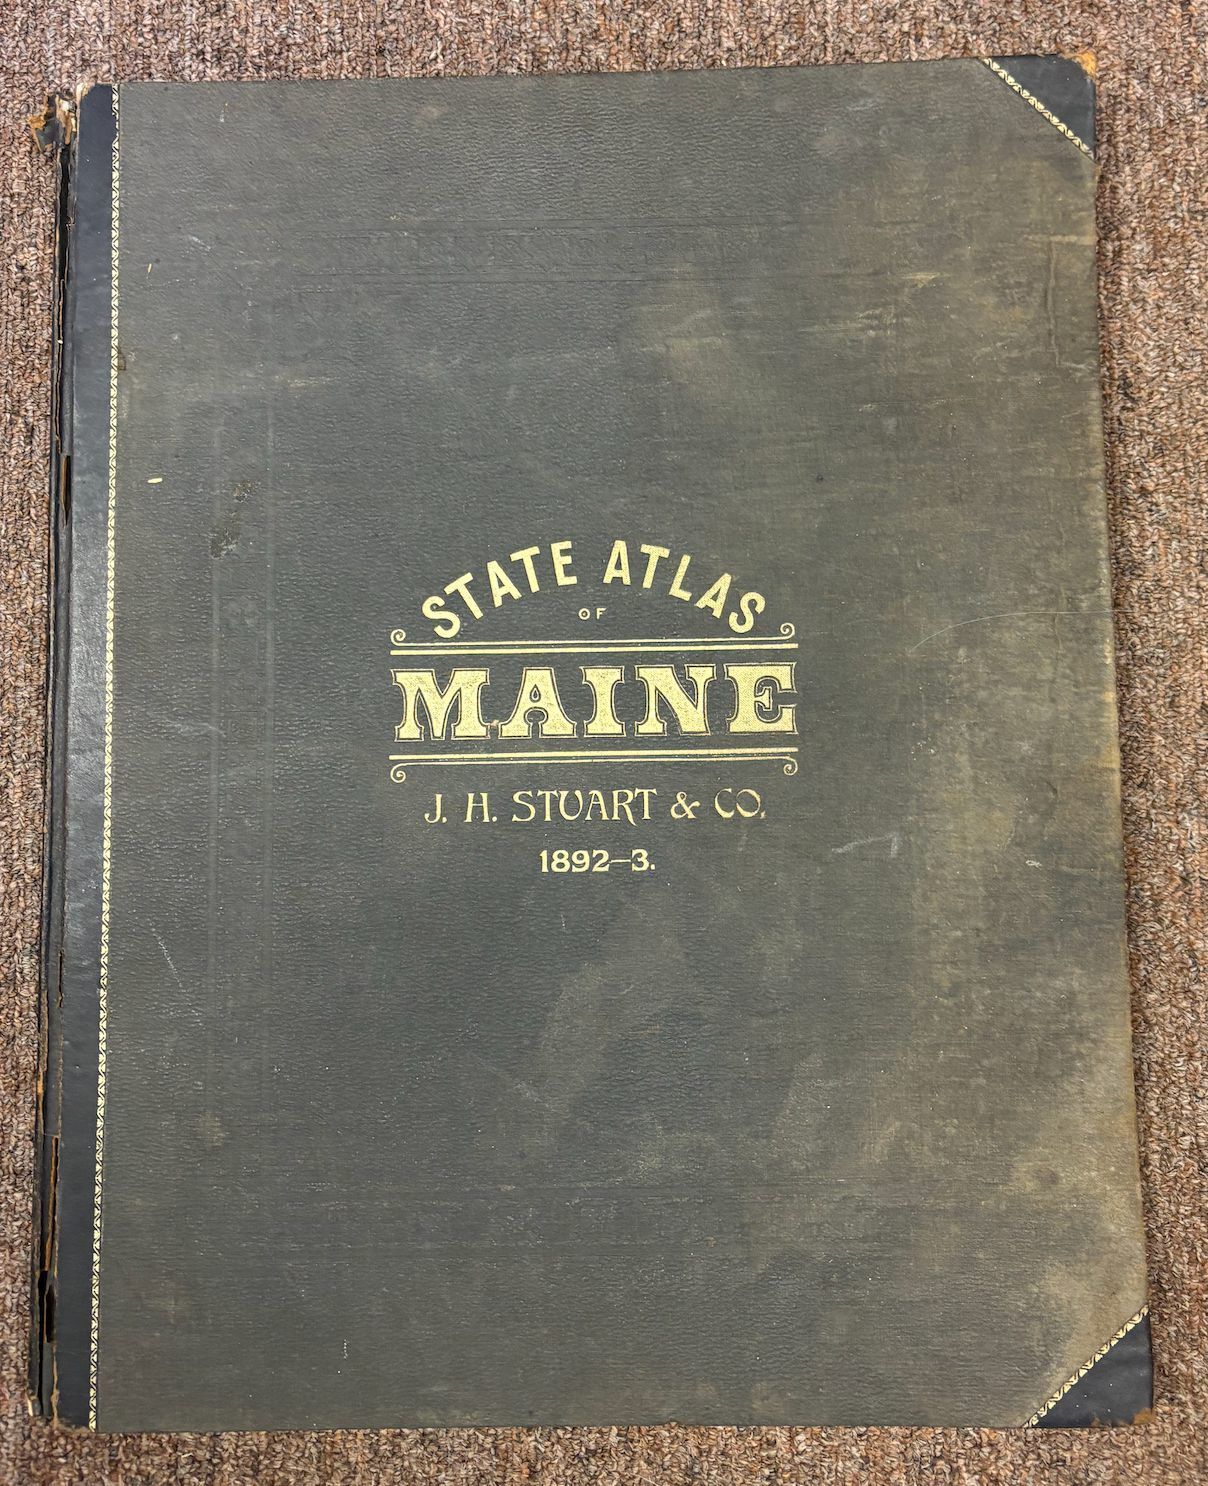 STATE ATLAS
OF
MAINE
J. H. STUART & CO.
1892–3.